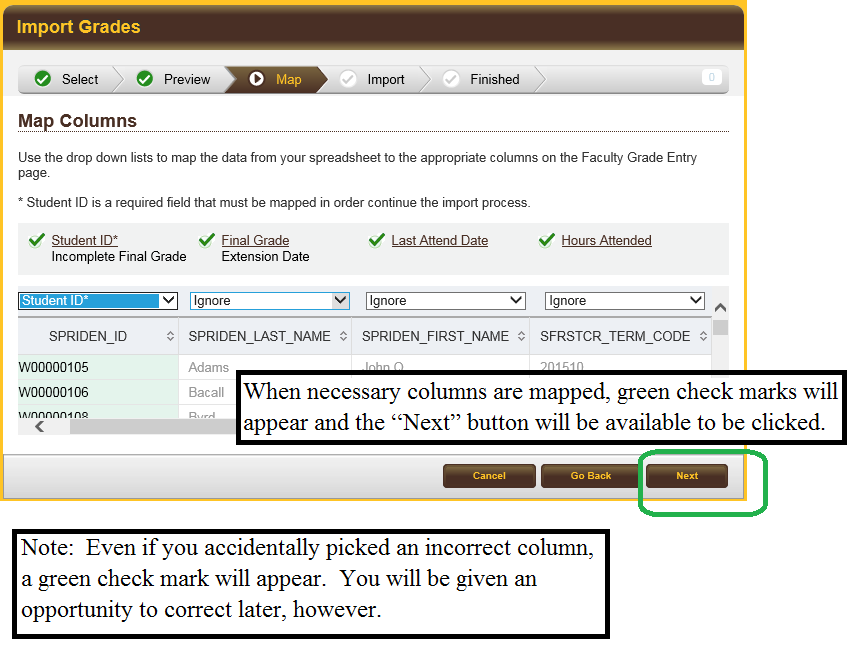 Import Grades
Select Preview Map Import Finished 0
Map Columns
Use the drop down lists to map the data from your spreadsheet to the appropriate columns on the Faculty Grade Entry
page.
* Student ID is a required field that must be mapped in order continue the import process.
Student ID* Final Grade Last Attend Date Hours Attended
Incomplete Final Grade Extension Date
Student ID* Ignore Ignore Ignore
SPRIDEN_ID SPRIDEN_LAST_NAME SPRIDEN_FIRST_NAME SFRSTCR_TERM_CODE
W00000105 Adams John Q 201510
W00000106 Bacall
W00000108 Byrd
When necessary columns are mapped, green check marks will
appear and the “Next” button will be available to be clicked.
Cancel Go Back Next
Note:  Even if you accidentally picked an incorrect column,
a green check mark will appear.  You will be given an
opportunity to correct later, however.